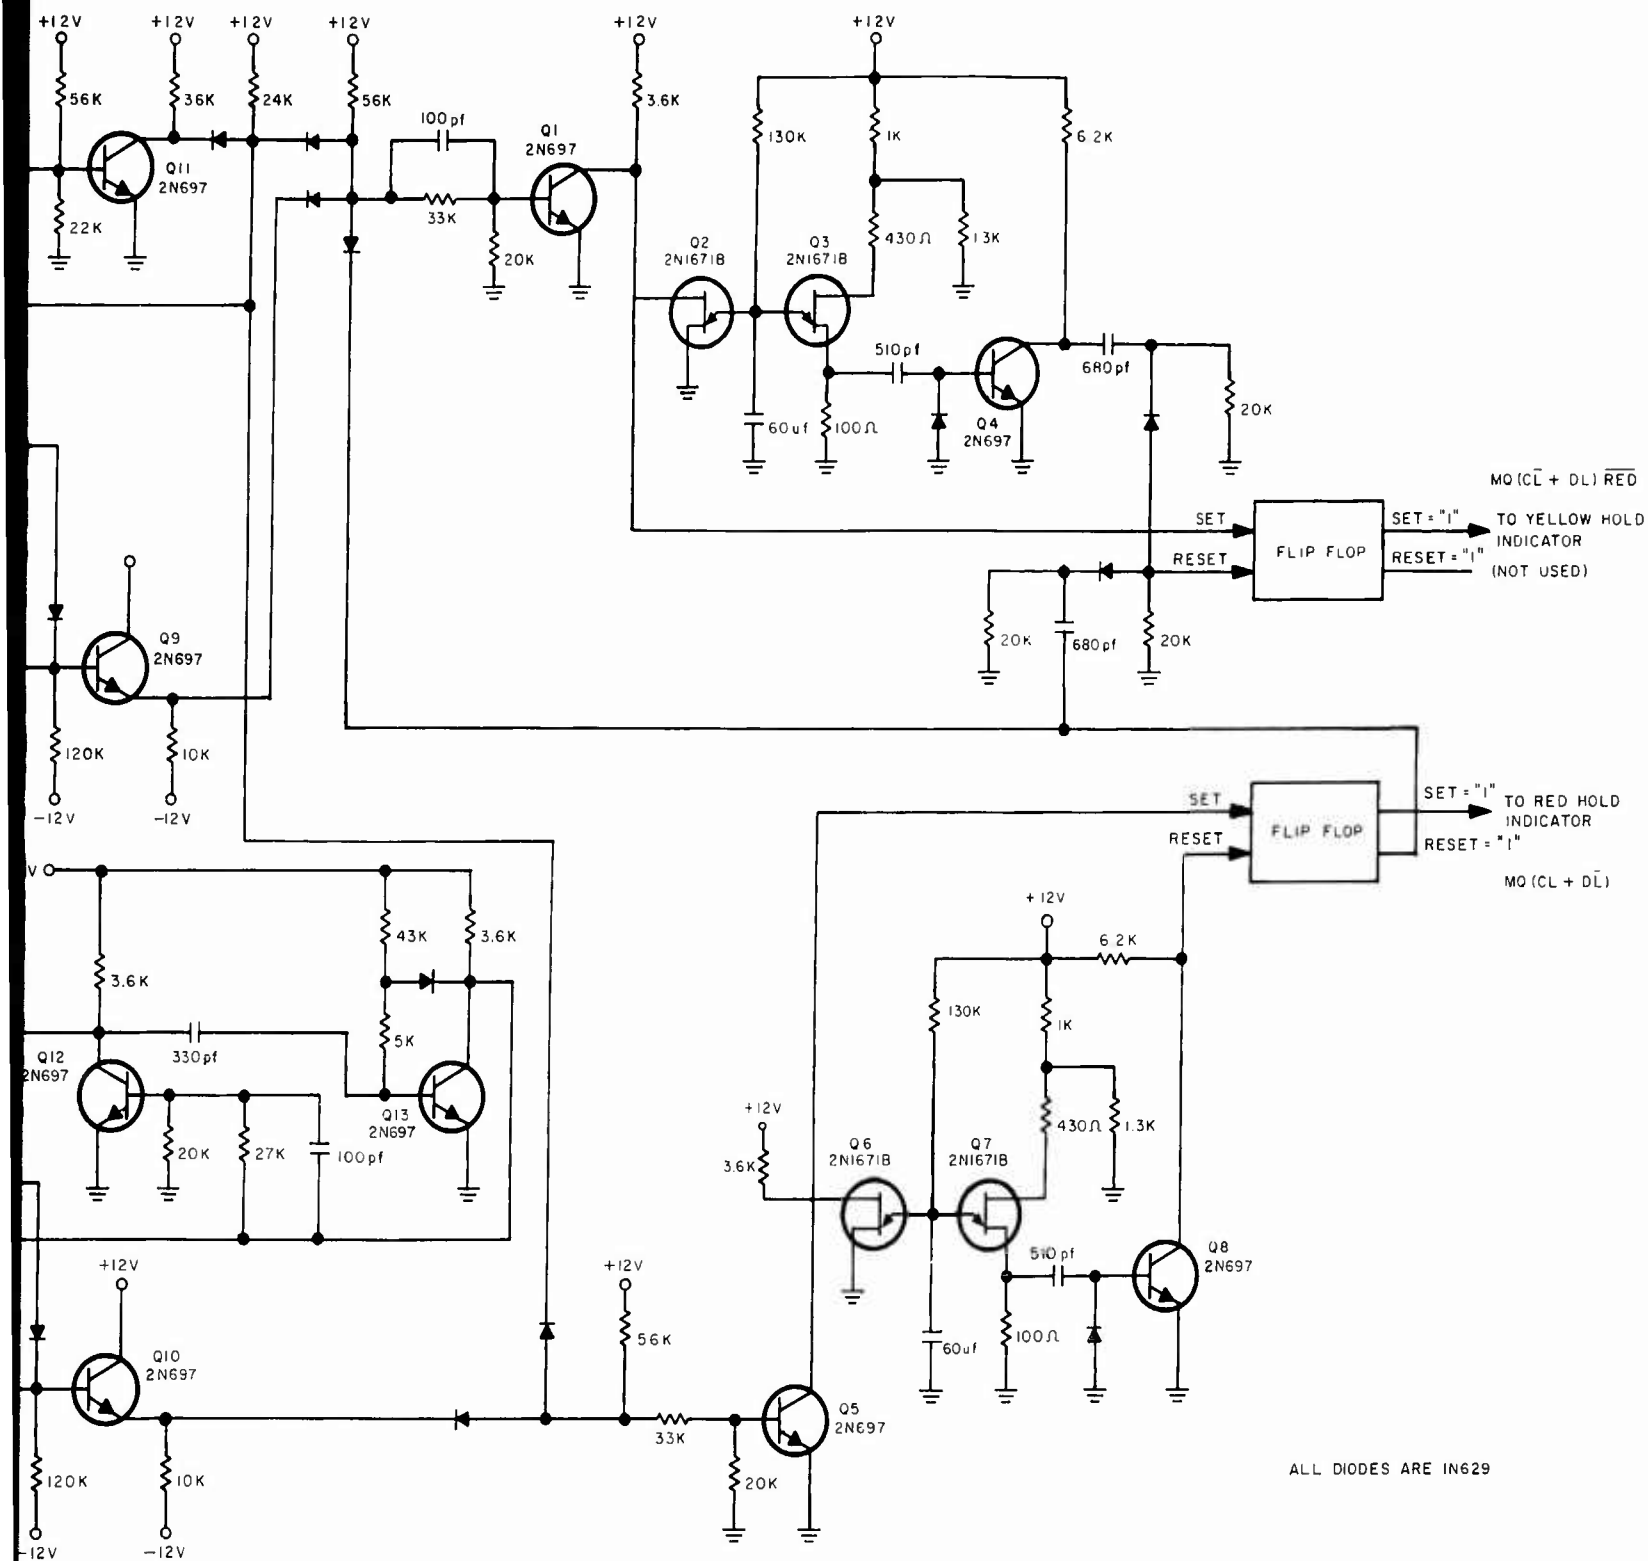 +12V +12V +12V +12V +12V +12V
56K 36K 24K 56K 3.6K 130K 1K 6.2K
100pf
Q1
2N697
Q11
2N697
33K
22K
20K
430Ω 1.3K
Q2
2N1671B
Q3
2N1671B
510pf
680pf
60uf 100Ω
Q4
2N697
20K
MQ (CL̅ + DL) R̅E̅D̅
SET
SET = "1"
TO YELLOW HOLD
INDICATOR
FLIP FLOP
RESET
RESET = "1"
(NOT USED)
Q9
2N697
20K 680pf 20K
120K 10K
-12V -12V
SET
SET = "1"
TO RED HOLD
INDICATOR
FLIP FLOP
RESET
RESET = "1"
MQ (CL + DL̅)
V
43K 3.6K
3.6K
5K
330pf
Q12
2N697
Q13
2N697
20K 27K 100pf
+12V
6.2K
130K 1K
430Ω 1.3K
+12V
3.6K
Q6
2N1671B
Q7
2N1671B
510pf
Q8
2N697
60uf 100Ω
+12V +12V
56K
Q10
2N697
33K
Q5
2N697
120K 10K
20K
-12V -12V
ALL DIODES ARE IN629